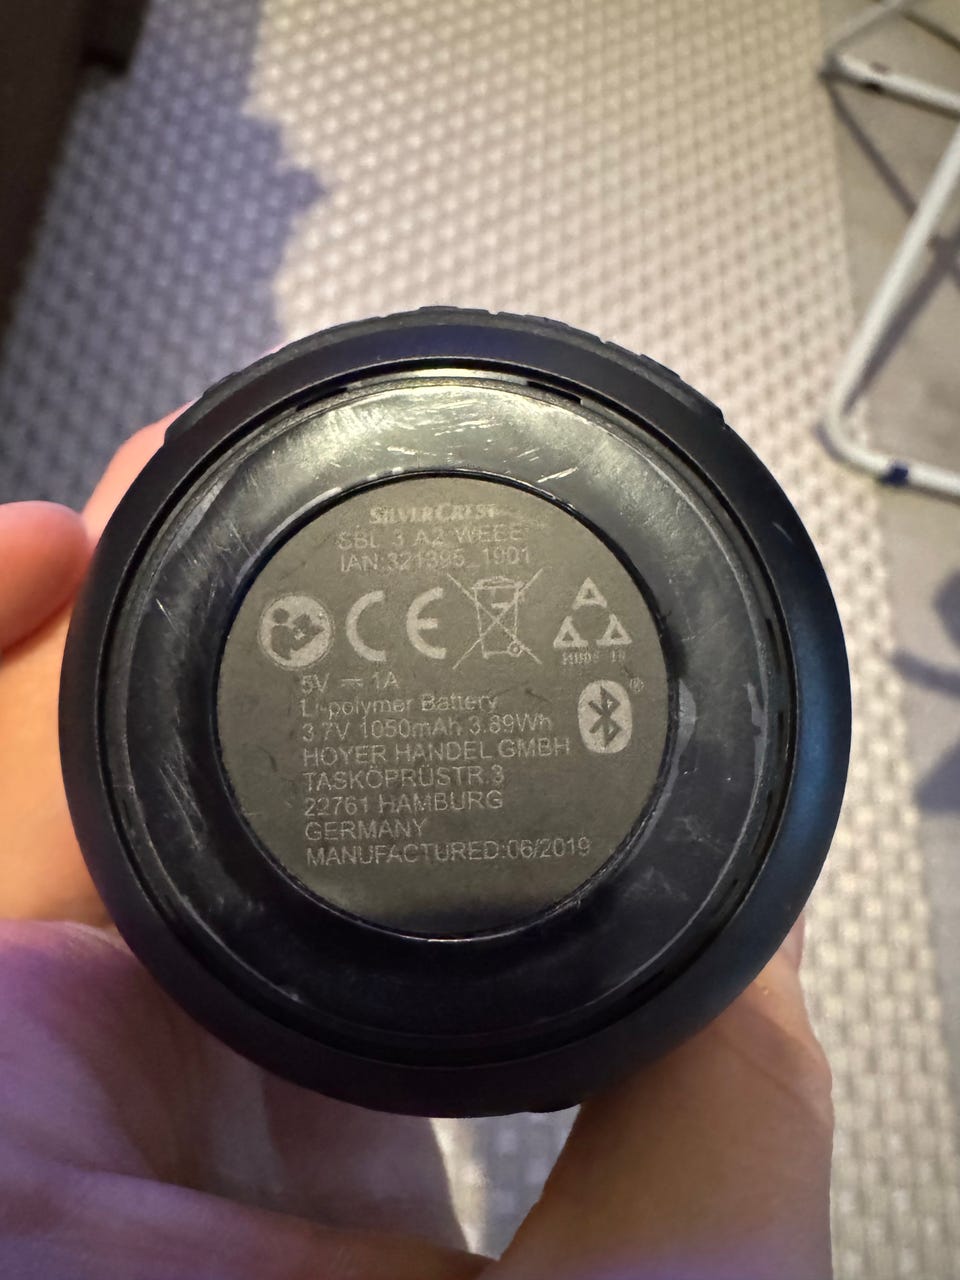 SILVERCREST
SBL 3 A2 WEEE
IAN:321395_1901
5V ⎓ 1A
Li-polymer Battery
3.7V 1050mAh 3.89Wh
HOYER HANDEL GMBH
TASKÖPRÜSTR.3
22761 HAMBURG
GERMANY
MANUFACTURED:06/2019